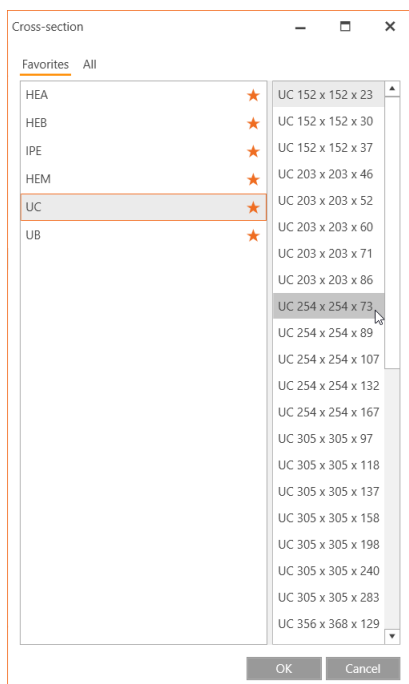 Cross-section
Favorites All
HEA
HEB
IPE
HEM
UC
UB
UC 152 x 152 x 23
UC 152 x 152 x 30
UC 152 x 152 x 37
UC 203 x 203 x 46
UC 203 x 203 x 52
UC 203 x 203 x 60
UC 203 x 203 x 71
UC 203 x 203 x 86
UC 254 x 254 x 73
UC 254 x 254 x 89
UC 254 x 254 x 107
UC 254 x 254 x 132
UC 254 x 254 x 167
UC 305 x 305 x 97
UC 305 x 305 x 118
UC 305 x 305 x 137
UC 305 x 305 x 158
UC 305 x 305 x 198
UC 305 x 305 x 240
UC 305 x 305 x 283
UC 356 x 368 x 129
OK Cancel